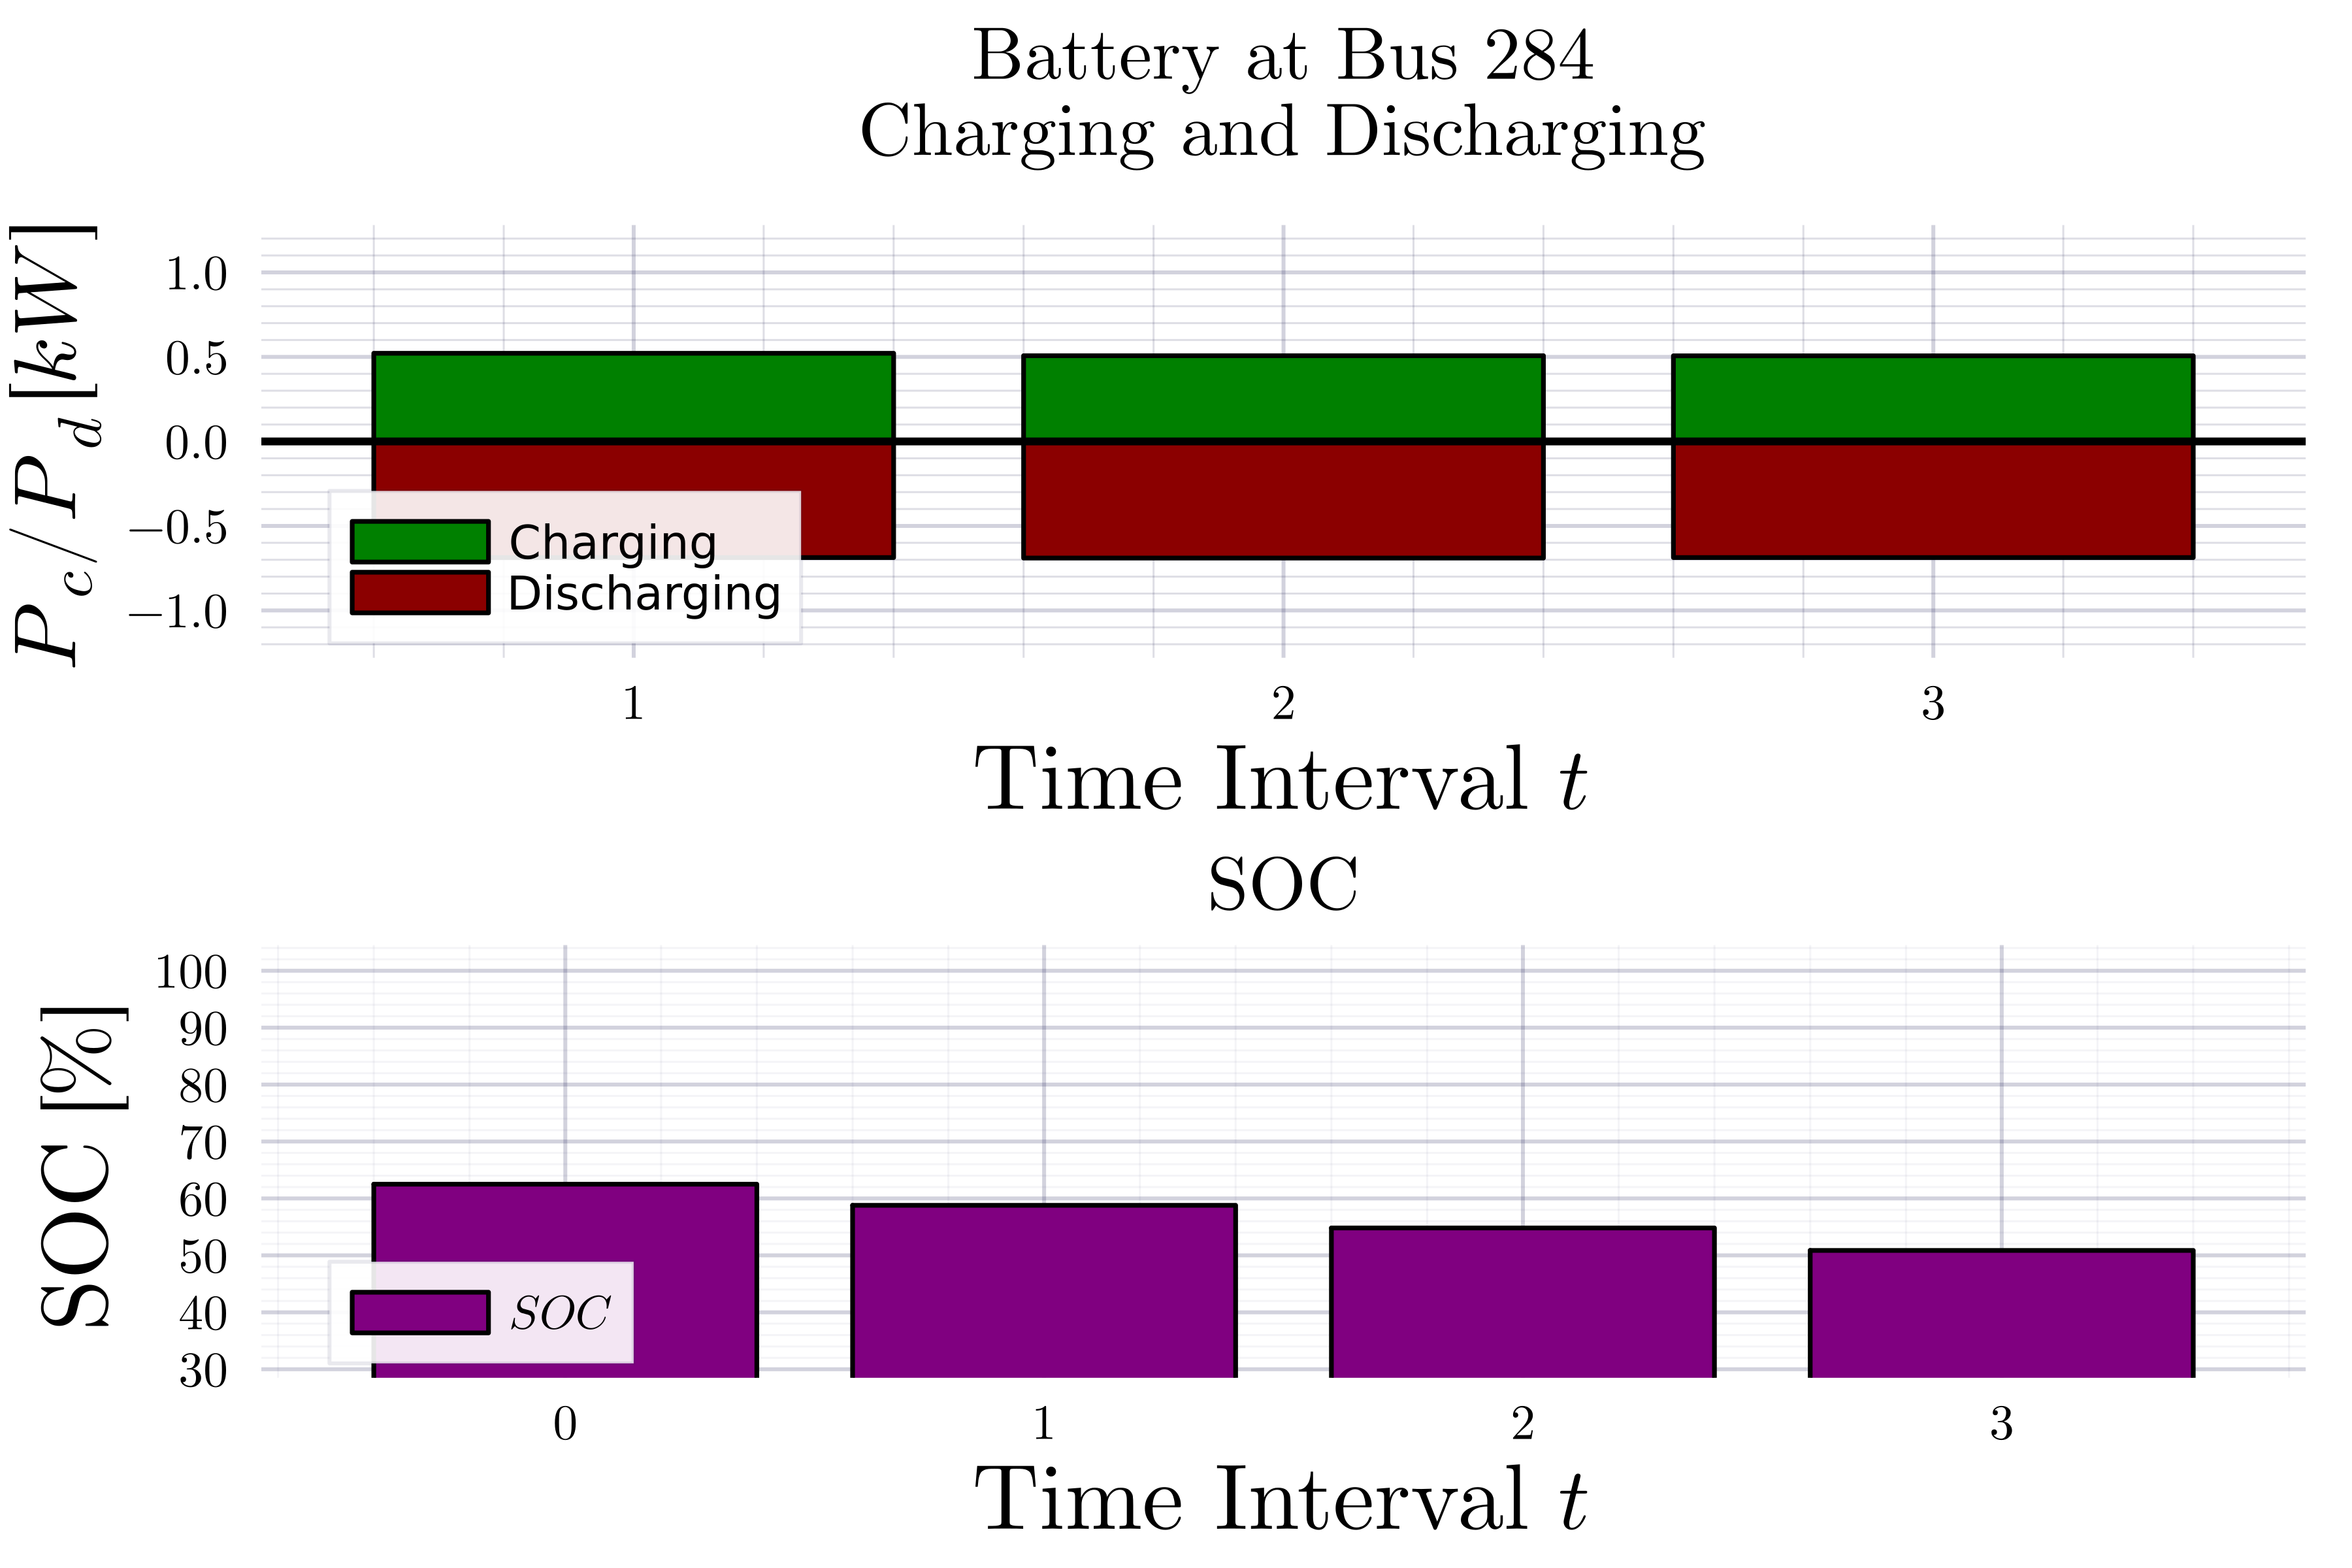 Battery at Bus 284
Charging and Discharging
P_c/P_d [kW]
1.0
0.5
0.0
−0.5
−1.0
Charging
Discharging
1 2 3
Time Interval t
SOC
SOC [%]
100
90
80
70
60
50
40
30
SOC
0 1 2 3
Time Interval t